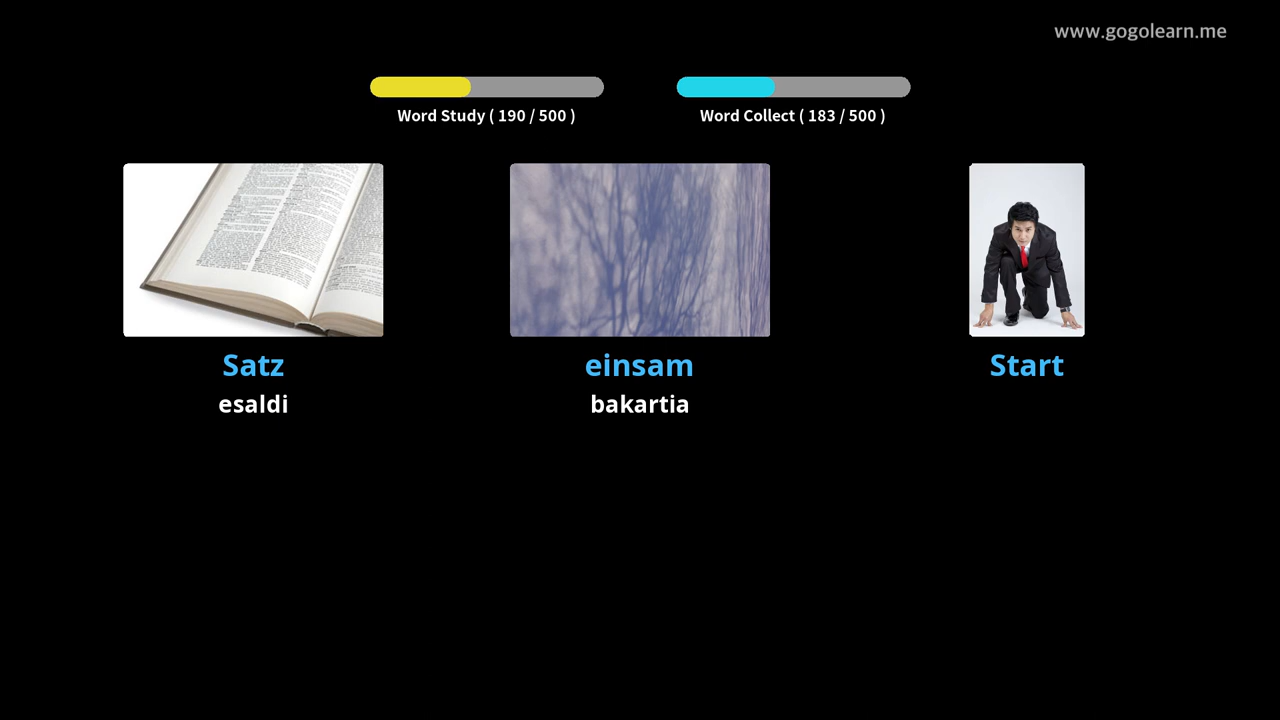 www.gogolearn.me
Word Study ( 190 / 500 )
Word Collect ( 183 / 500 )
Satz
esaldi
einsam
bakartia
Start